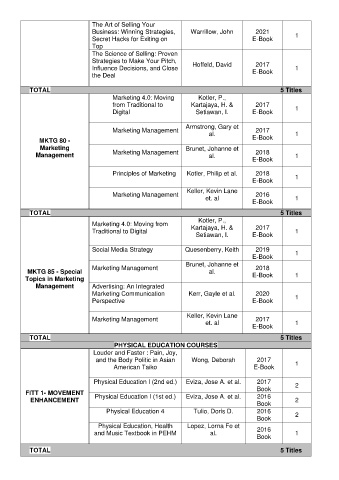 The Art of Selling Your
Business: Winning Strategies,
Secret Hacks for Exiting on
Top
Warrillow, John
2021
E-Book
1
The Science of Selling: Proven
Strategies to Make Your Pitch,
Influence Decisions, and Close
the Deal
Hoffeld, David
2017
E-Book
1
TOTAL 5 Titles
MKTG 80 -
Marketing
Management
Marketing 4.0: Moving
from Traditional to
Digital
Kotler, P.,
Kartajaya, H. &
Setiawan, I.
2017
E-Book
1
Marketing Management
Armstrong, Gary et
al.
2017
E-Book
1
Marketing Management
Brunet, Johanne et
al.
2018
E-Book
1
Principles of Marketing
Kotler, Philip et al.
2018
E-Book
1
Marketing Management
Keller, Kevin Lane
et. al
2016
E-Book
1
TOTAL 5 Titles
MKTG 85 - Special
Topics in Marketing
Management
Marketing 4.0: Moving from
Traditional to Digital
Kotler, P.,
Kartajaya, H. &
Setiawan, I.
2017
E-Book
1
Social Media Strategy
Quesenberry, Keith
2019
E-Book
1
Marketing Management
Brunet, Johanne et
al.
2018
E-Book
1
Advertising: An Integrated
Marketing Communication
Perspective
Kerr, Gayle et al.
2020
E-Book
1
Marketing Management
Keller, Kevin Lane
et. al
2017
E-Book
1
TOTAL 5 Titles
PHYSICAL EDUCATION COURSES
FITT 1- MOVEMENT
ENHANCEMENT
Louder and Faster : Pain, Joy,
and the Body Politic in Asian
American Taiko
Wong, Deborah
2017
E-Book
1
Physical Education I (2nd ed.)
Eviza, Jose A. et al.
2017
Book
2
Physical Education I (1st ed.)
Eviza, Jose A. et al.
2016
Book
2
Physical Education 4
Tulio, Doris D.
2016
Book
2
Physical Education, Health
and Music Textbook in PEHM
Lopez, Lorna Fe et
al.
2016
Book
1
TOTAL 5 Titles